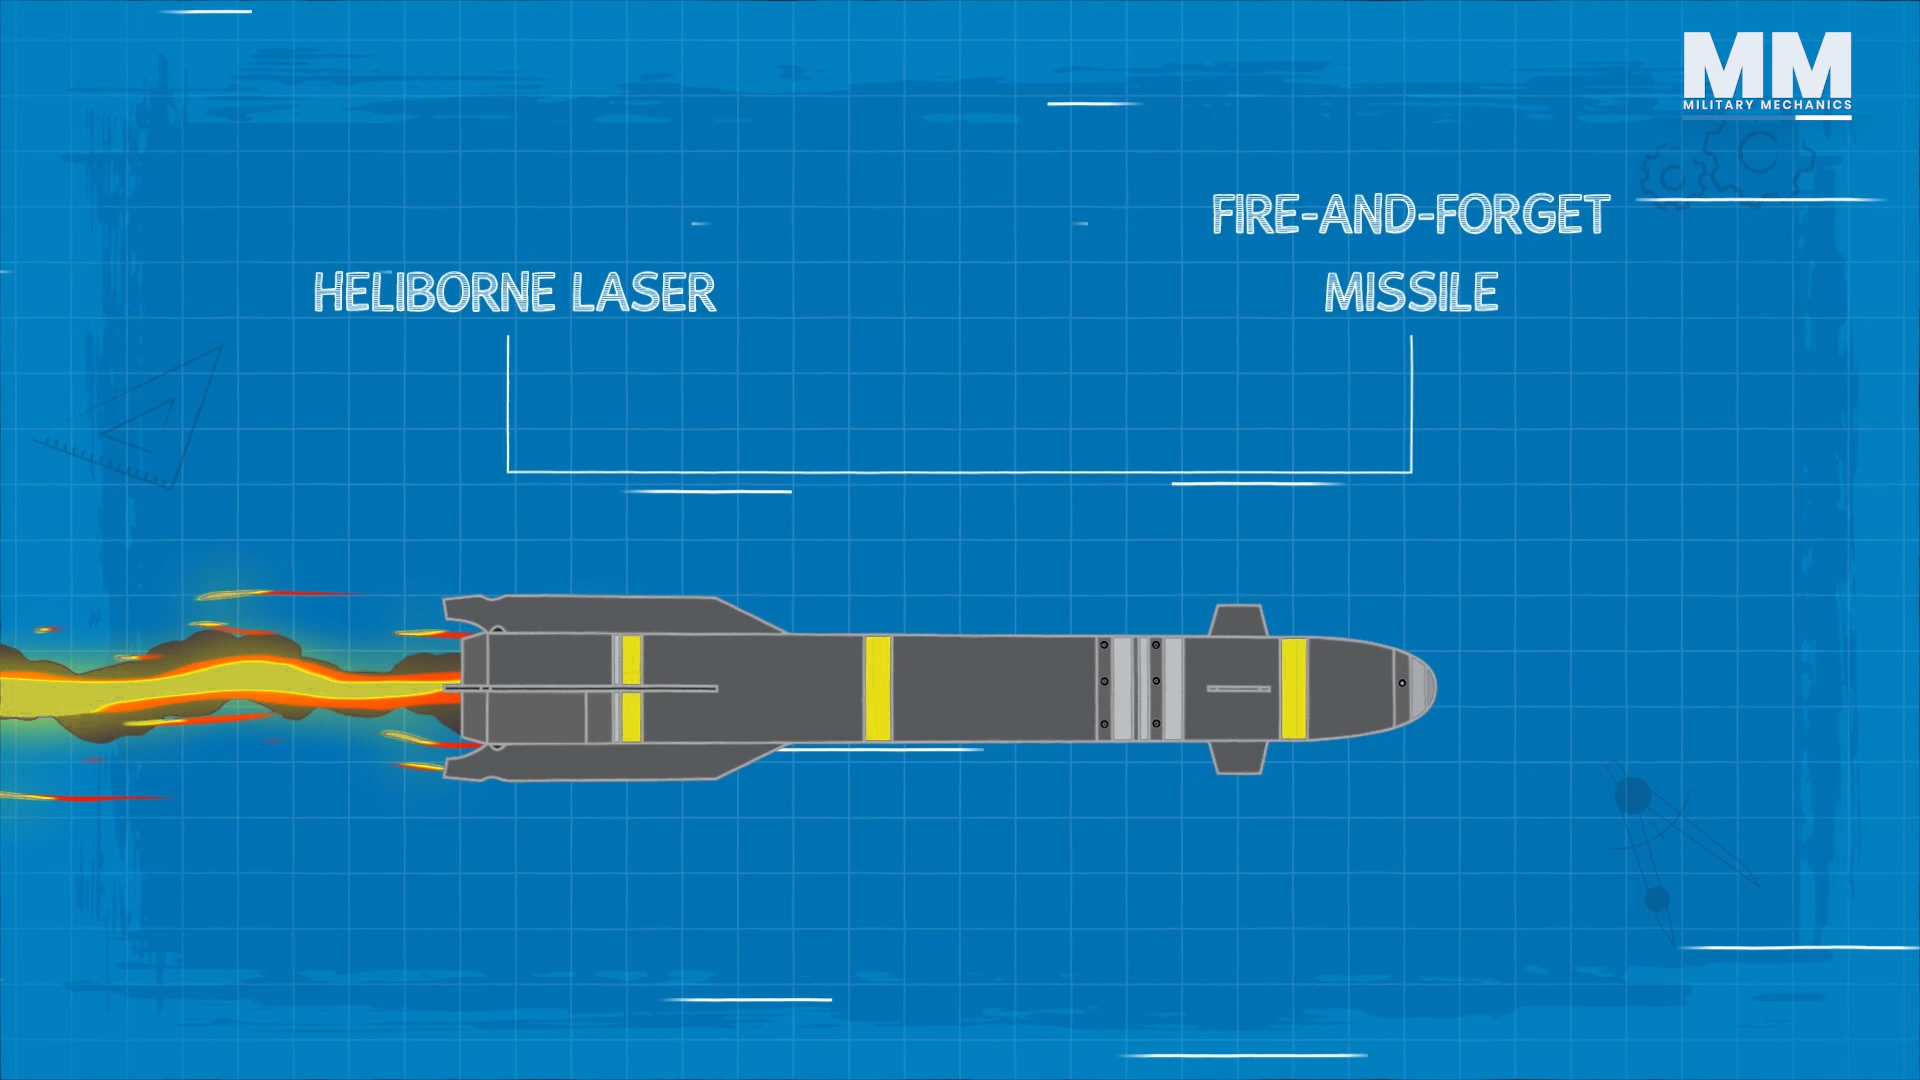 MM
MILITARY MECHANICS
FIRE-AND-FORGET
MISSILE
HELIBORNE LASER